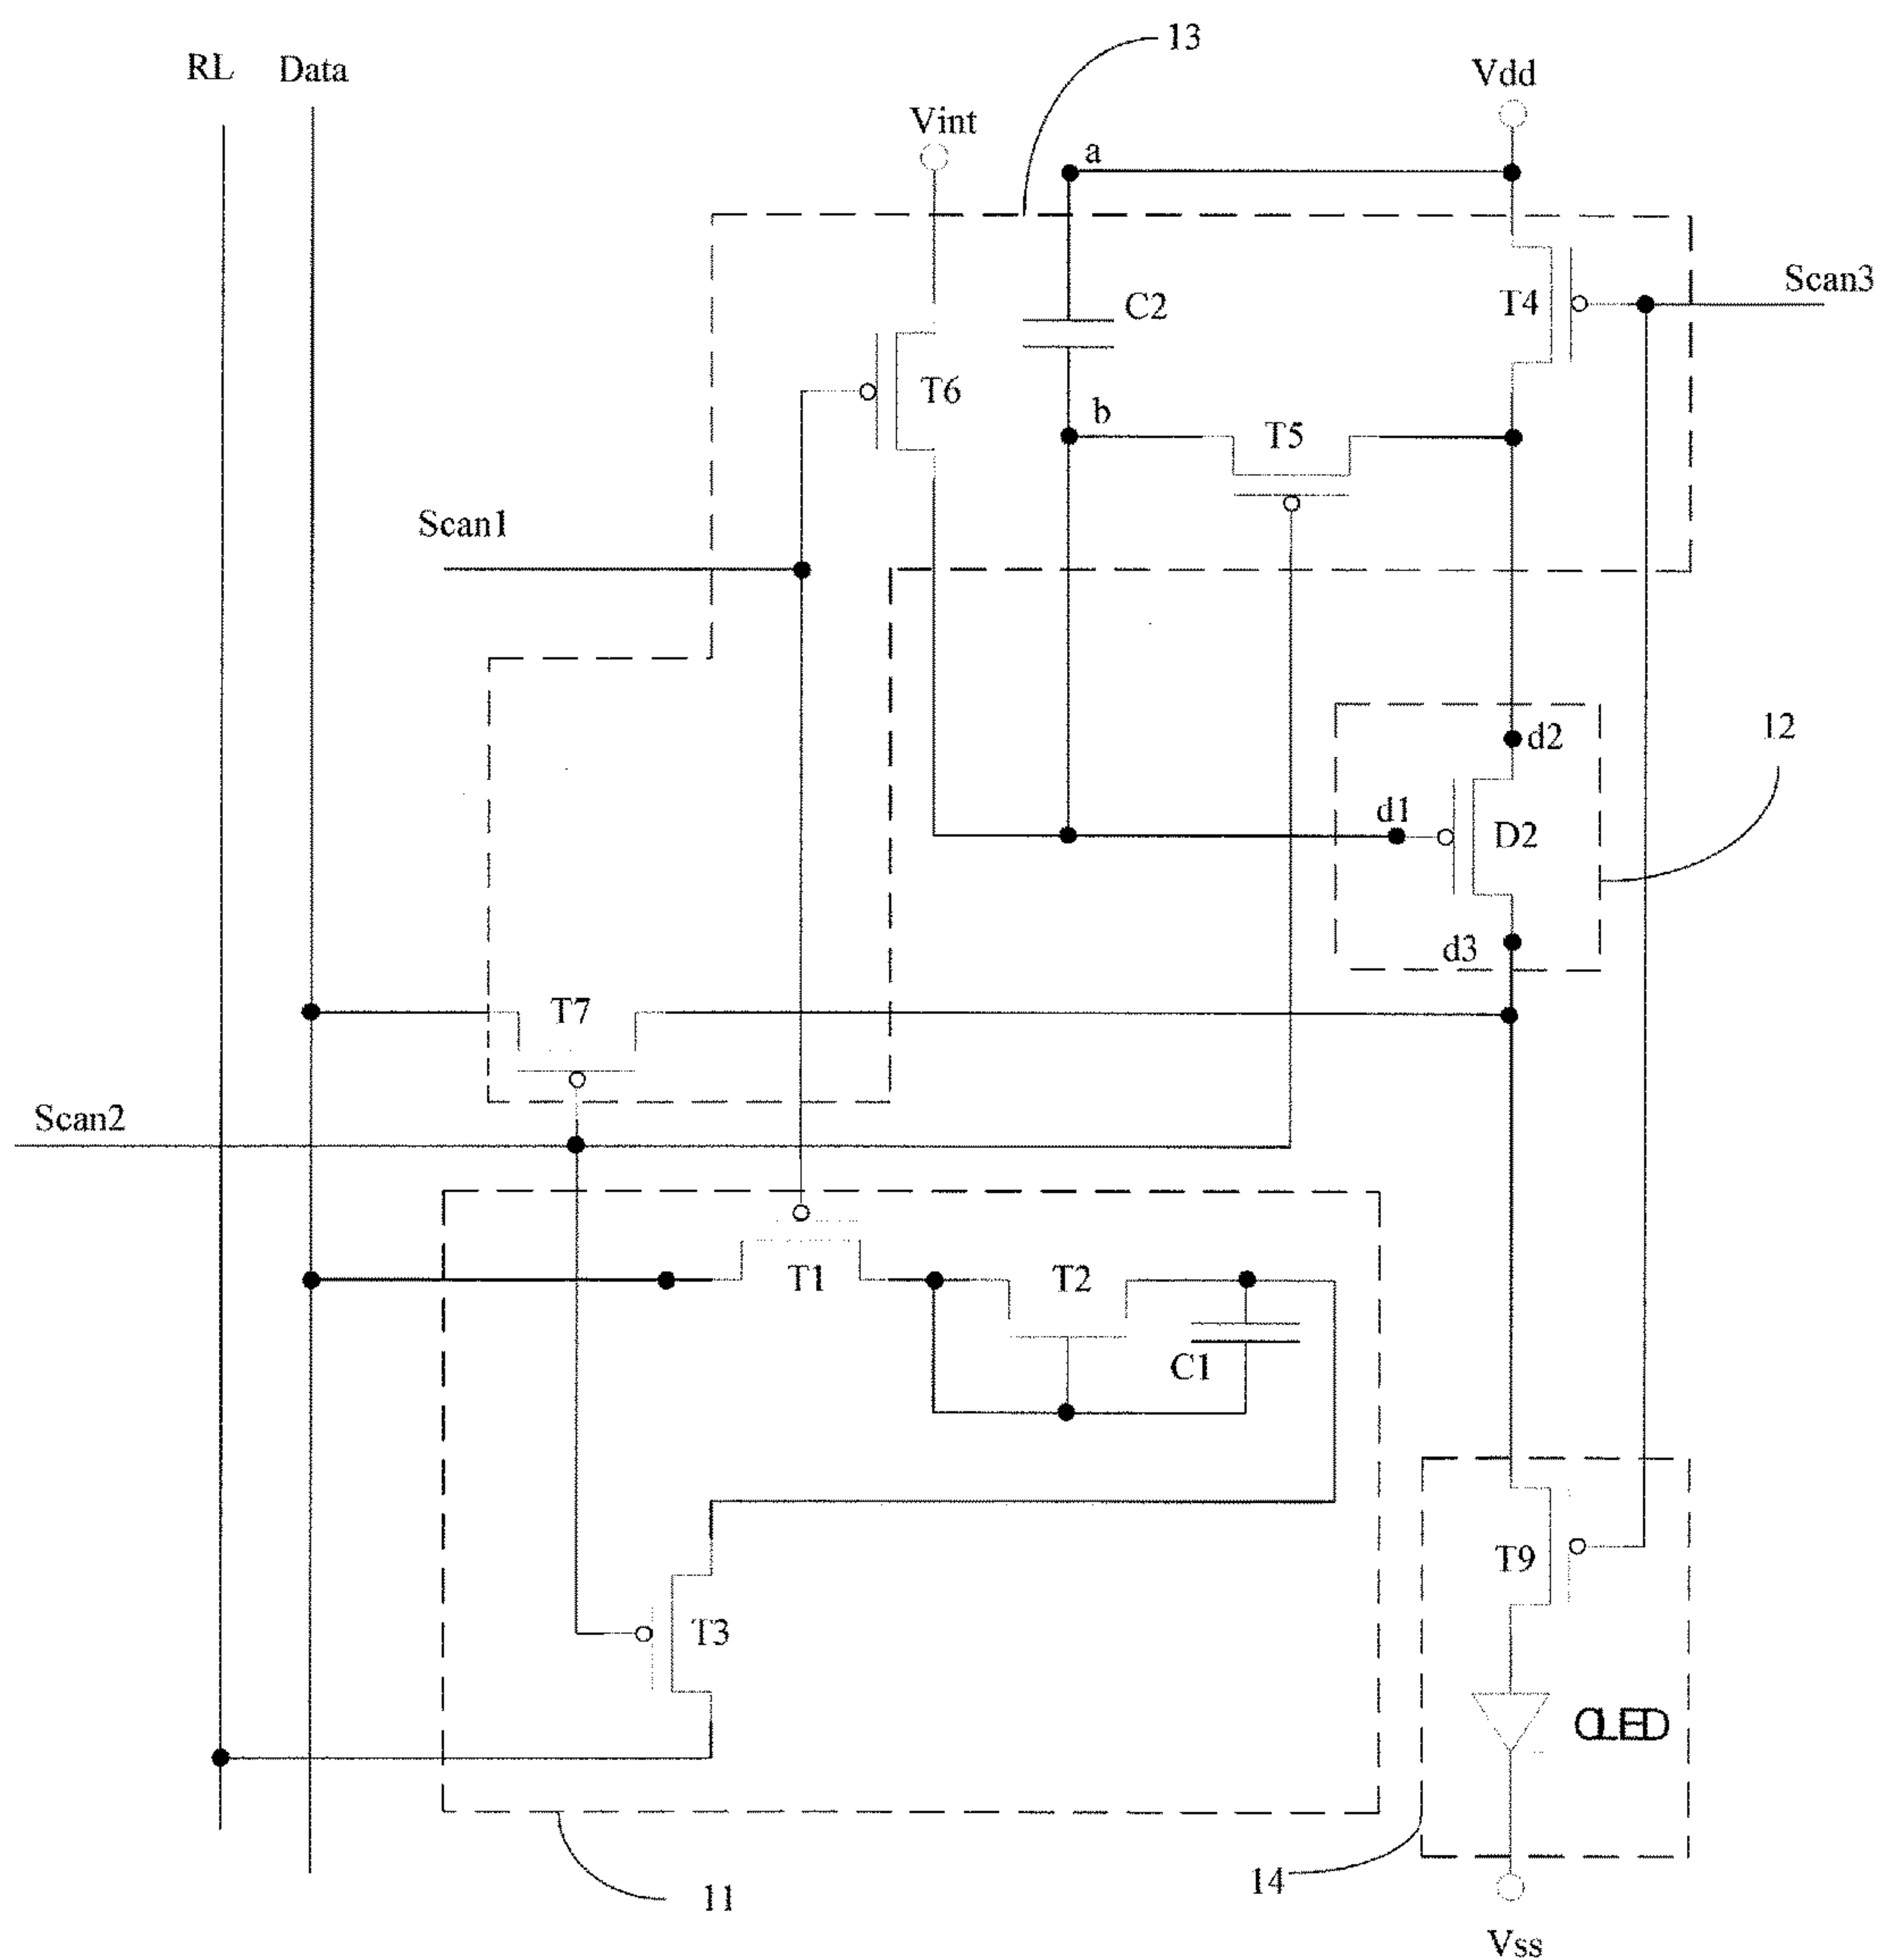 13
RL
Data
Vdd
Vint
a
Scan3
C2
T4
T6
b
T5
Scan1
12
d2
d1
D2
d3
T7
Scan2
T1
T2
C1
T9
T3
OLED
14
11
Vss